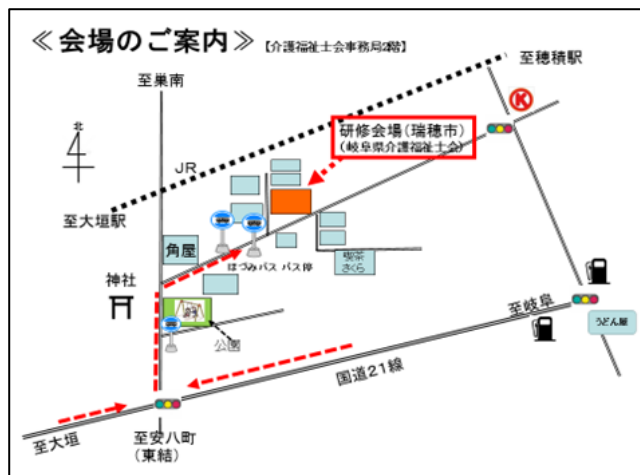 ≪会場のご案内≫【介護福祉士会事務局2階】
至巣南
至穂積駅
北
K
研修会場(瑞穂市)
(岐阜県介護福祉士会)
JR
至大垣駅
角屋
ほづみバス バス停
喫茶
さくら
神社
至岐阜
うどん屋
公園
国道21線
至大垣
至安八町
(東結)